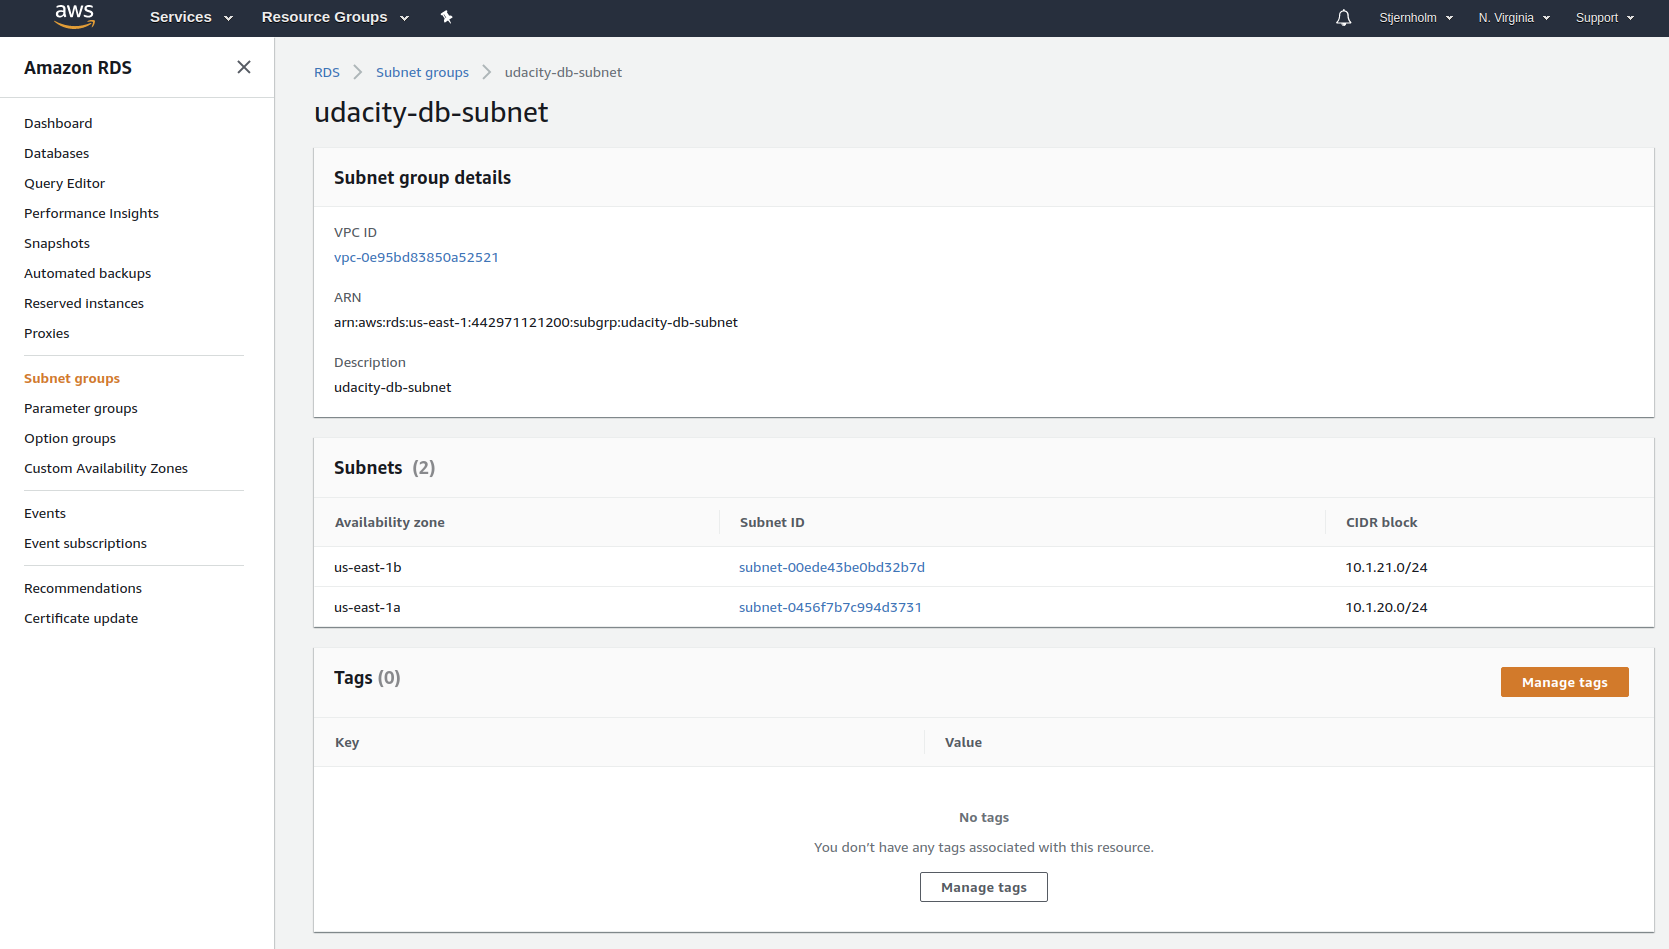 aws Services Resource Groups Stjernholm N. Virginia Support
Amazon RDS
Dashboard
Databases
Query Editor
Performance Insights
Snapshots
Automated backups
Reserved instances
Proxies
Subnet groups
Parameter groups
Option groups
Custom Availability Zones
Events
Event subscriptions
Recommendations
Certificate update
RDS Subnet groups udacity-db-subnet
udacity-db-subnet
Subnet group details
VPC ID
vpc-0e95bd83850a52521
ARN
arn:aws:rds:us-east-1:442971121200:subgrp:udacity-db-subnet
Description
udacity-db-subnet
Subnets (2)
Availability zone Subnet ID CIDR block
us-east-1b subnet-00ede43be0bd32b7d 10.1.21.0/24
us-east-1a subnet-0456f7b7c994d3731 10.1.20.0/24
Tags (0) Manage tags
Key Value
No tags
You don’t have any tags associated with this resource.
Manage tags